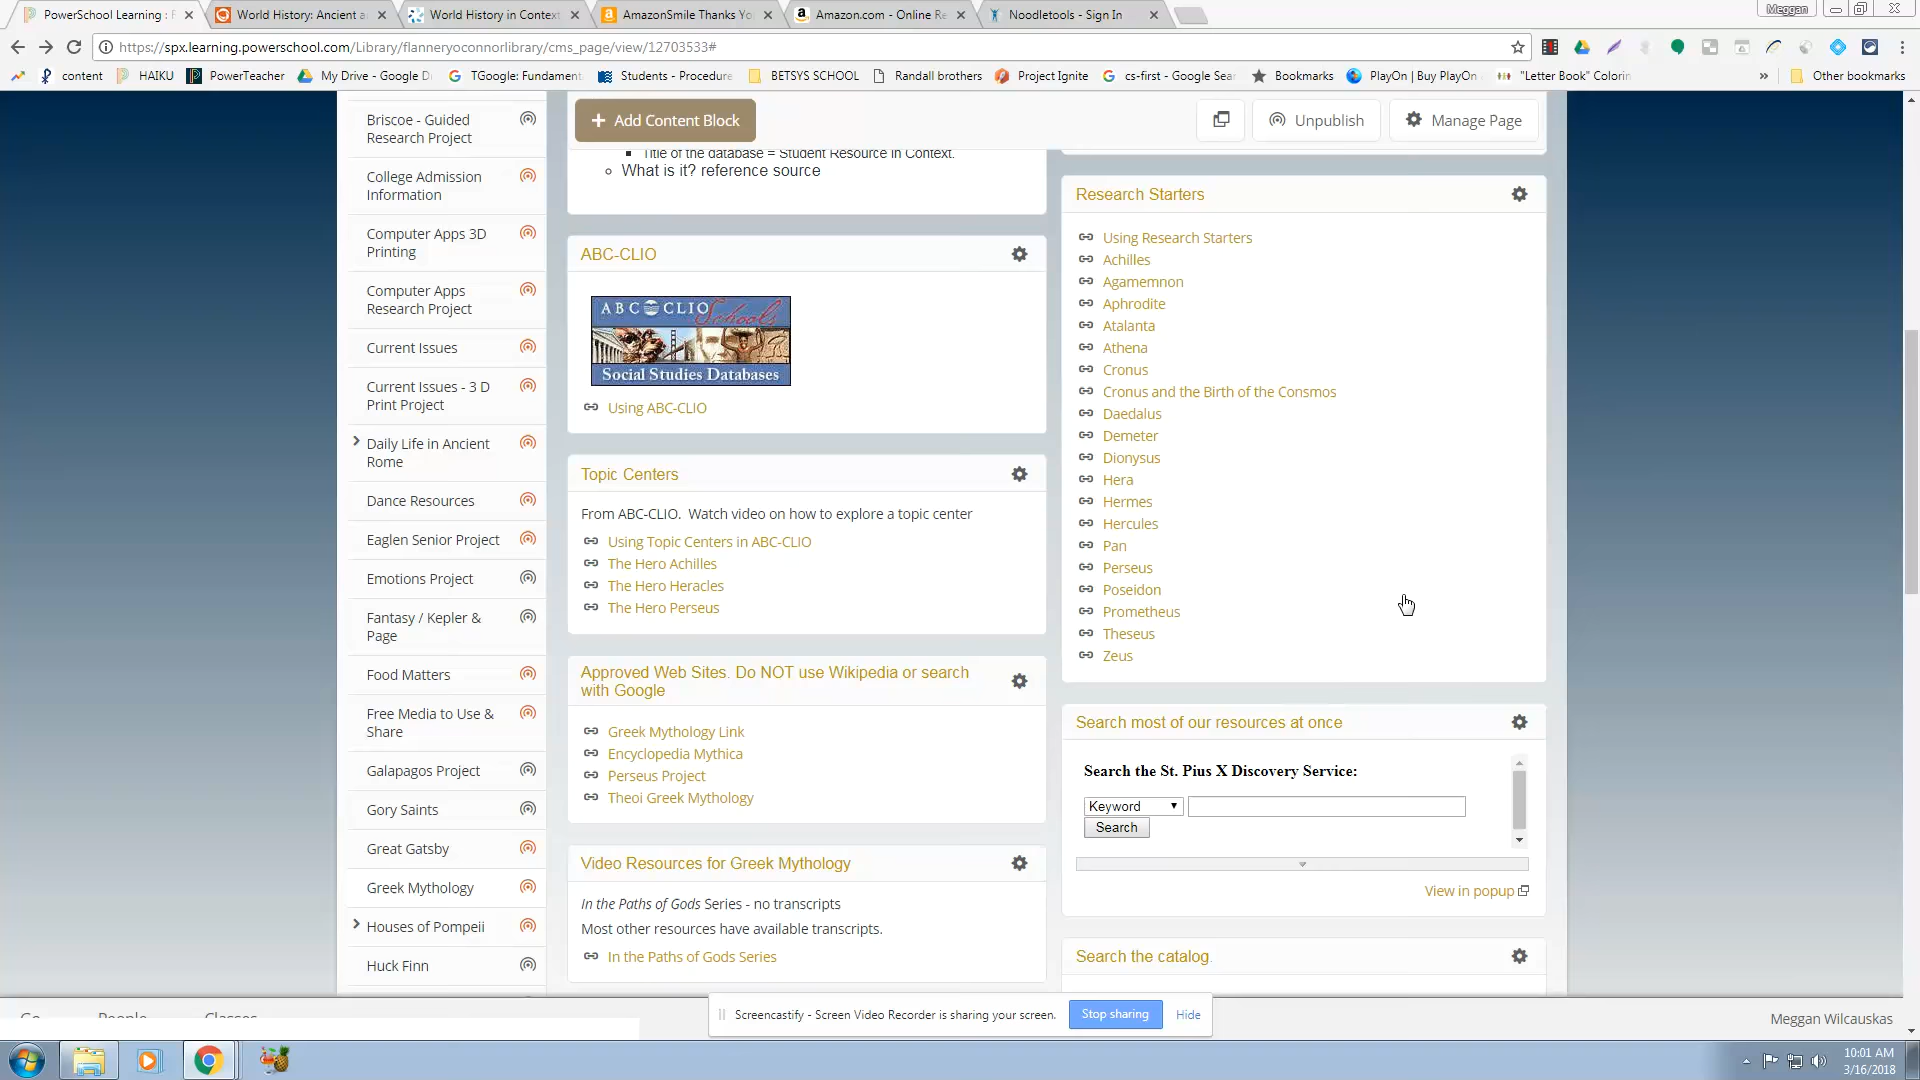 PowerSchool Learning : F
World History: Ancient a
World History in Context
AmazonSmile Thanks Yo
Amazon.com - Online Re
Noodletools - Sign In
Meggan
https://spx.learning.powerschool.com/Library/flanneryoconnorlibrary/cms_page/view/12703533#
content
HAIKU
PowerTeacher
My Drive - Google D
TGoogle: Fundament
Students - Procedure
BETSYS SCHOOL
Randall brothers
Project Ignite
cs-first - Google Sea
Bookmarks
PlayOn | Buy PlayOn
"Letter Book" Colorin
Other bookmarks
Briscoe - Guided
Research Project
College Admission
Information
Computer Apps 3D
Printing
Computer Apps
Research Project
Current Issues
Current Issues - 3 D
Print Project
Daily Life in Ancient
Rome
Dance Resources
Eaglen Senior Project
Emotions Project
Fantasy / Kepler &
Page
Food Matters
Free Media to Use &
Share
Galapagos Project
Gory Saints
Great Gatsby
Greek Mythology
Houses of Pompeii
Huck Finn
+ Add Content Block
Unpublish
Manage Page
Title of the database = Student Resource in Context.
What is it? reference source
ABC-CLIO
ABC CLIO Schools
Social Studies Databases
Using ABC-CLIO
Topic Centers
From ABC-CLIO. Watch video on how to explore a topic center
Using Topic Centers in ABC-CLIO
The Hero Achilles
The Hero Heracles
The Hero Perseus
Approved Web Sites. Do NOT use Wikipedia or search
with Google
Greek Mythology Link
Encyclopedia Mythica
Perseus Project
Theoi Greek Mythology
Video Resources for Greek Mythology
In the Paths of Gods Series - no transcripts
Most other resources have available transcripts.
In the Paths of Gods Series
Research Starters
Using Research Starters
Achilles
Agamemnon
Aphrodite
Atalanta
Athena
Cronus
Cronus and the Birth of the Consmos
Daedalus
Demeter
Dionysus
Hera
Hermes
Hercules
Pan
Perseus
Poseidon
Prometheus
Theseus
Zeus
Search most of our resources at once
Search the St. Pius X Discovery Service:
Keyword
Search
View in popup
Search the catalog.
Go People Classes
Screencastify - Screen Video Recorder is sharing your screen.
Stop sharing
Hide
Meggan Wilcauskas
10:01 AM
3/16/2018